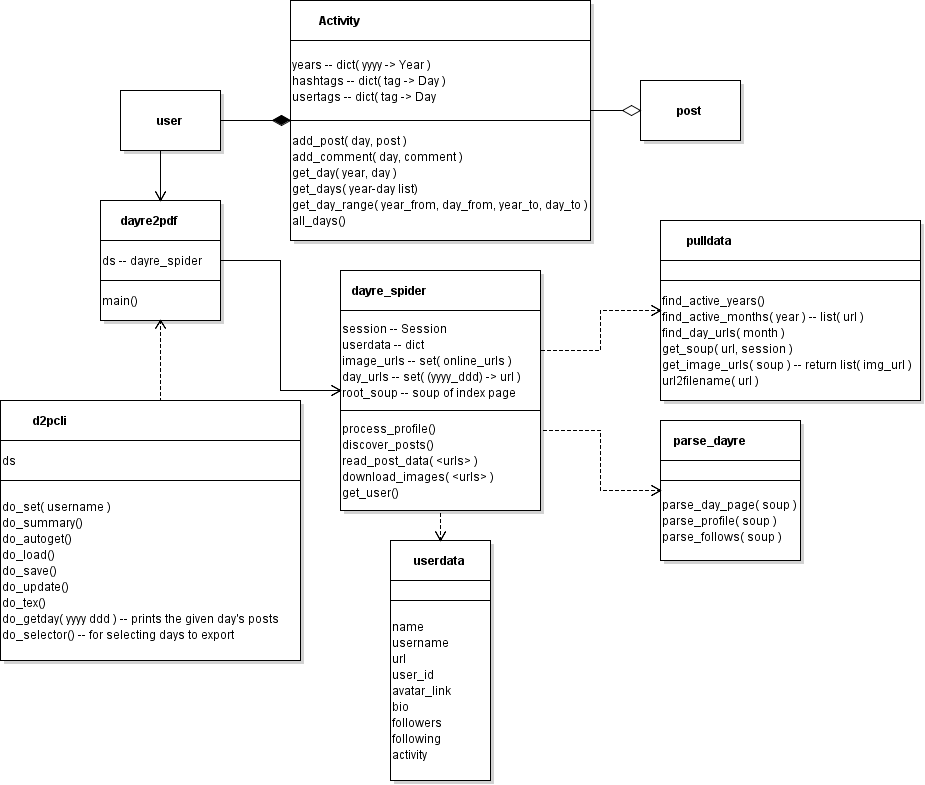 Activity
years -- dict( yyyy -> Year )
hashtags -- dict( tag -> Day )
usertags -- dict( tag -> Day
add_post( day, post )
add_comment( day, comment )
get_day( year, day )
get_days( year-day list)
get_day_range( year_from, day_from, year_to, day_to )
all_days()
user
post
dayre2pdf
ds -- dayre_spider
main()
pulldata
find_active_years()
find_active_months( year ) -- list( url )
find_day_urls( month )
get_soup( url, session )
get_image_urls( soup ) -- return list( img_url )
url2filename( url )
dayre_spider
session -- Session
userdata -- dict
image_urls -- set( online_urls )
day_urls -- set( (yyyy_ddd) -> url )
root_soup -- soup of index page
process_profile()
discover_posts()
read_post_data( <urls> )
download_images( <urls> )
get_user()
d2pcli
ds
do_set( username )
do_summary()
do_autoget()
do_load()
do_save()
do_update()
do_tex()
do_getday( yyyy ddd ) -- prints the given day's posts
do_selector() -- for selecting days to export
parse_dayre
parse_day_page( soup )
parse_profile( soup )
parse_follows( soup )
userdata
name
username
url
user_id
avatar_link
bio
followers
following
activity